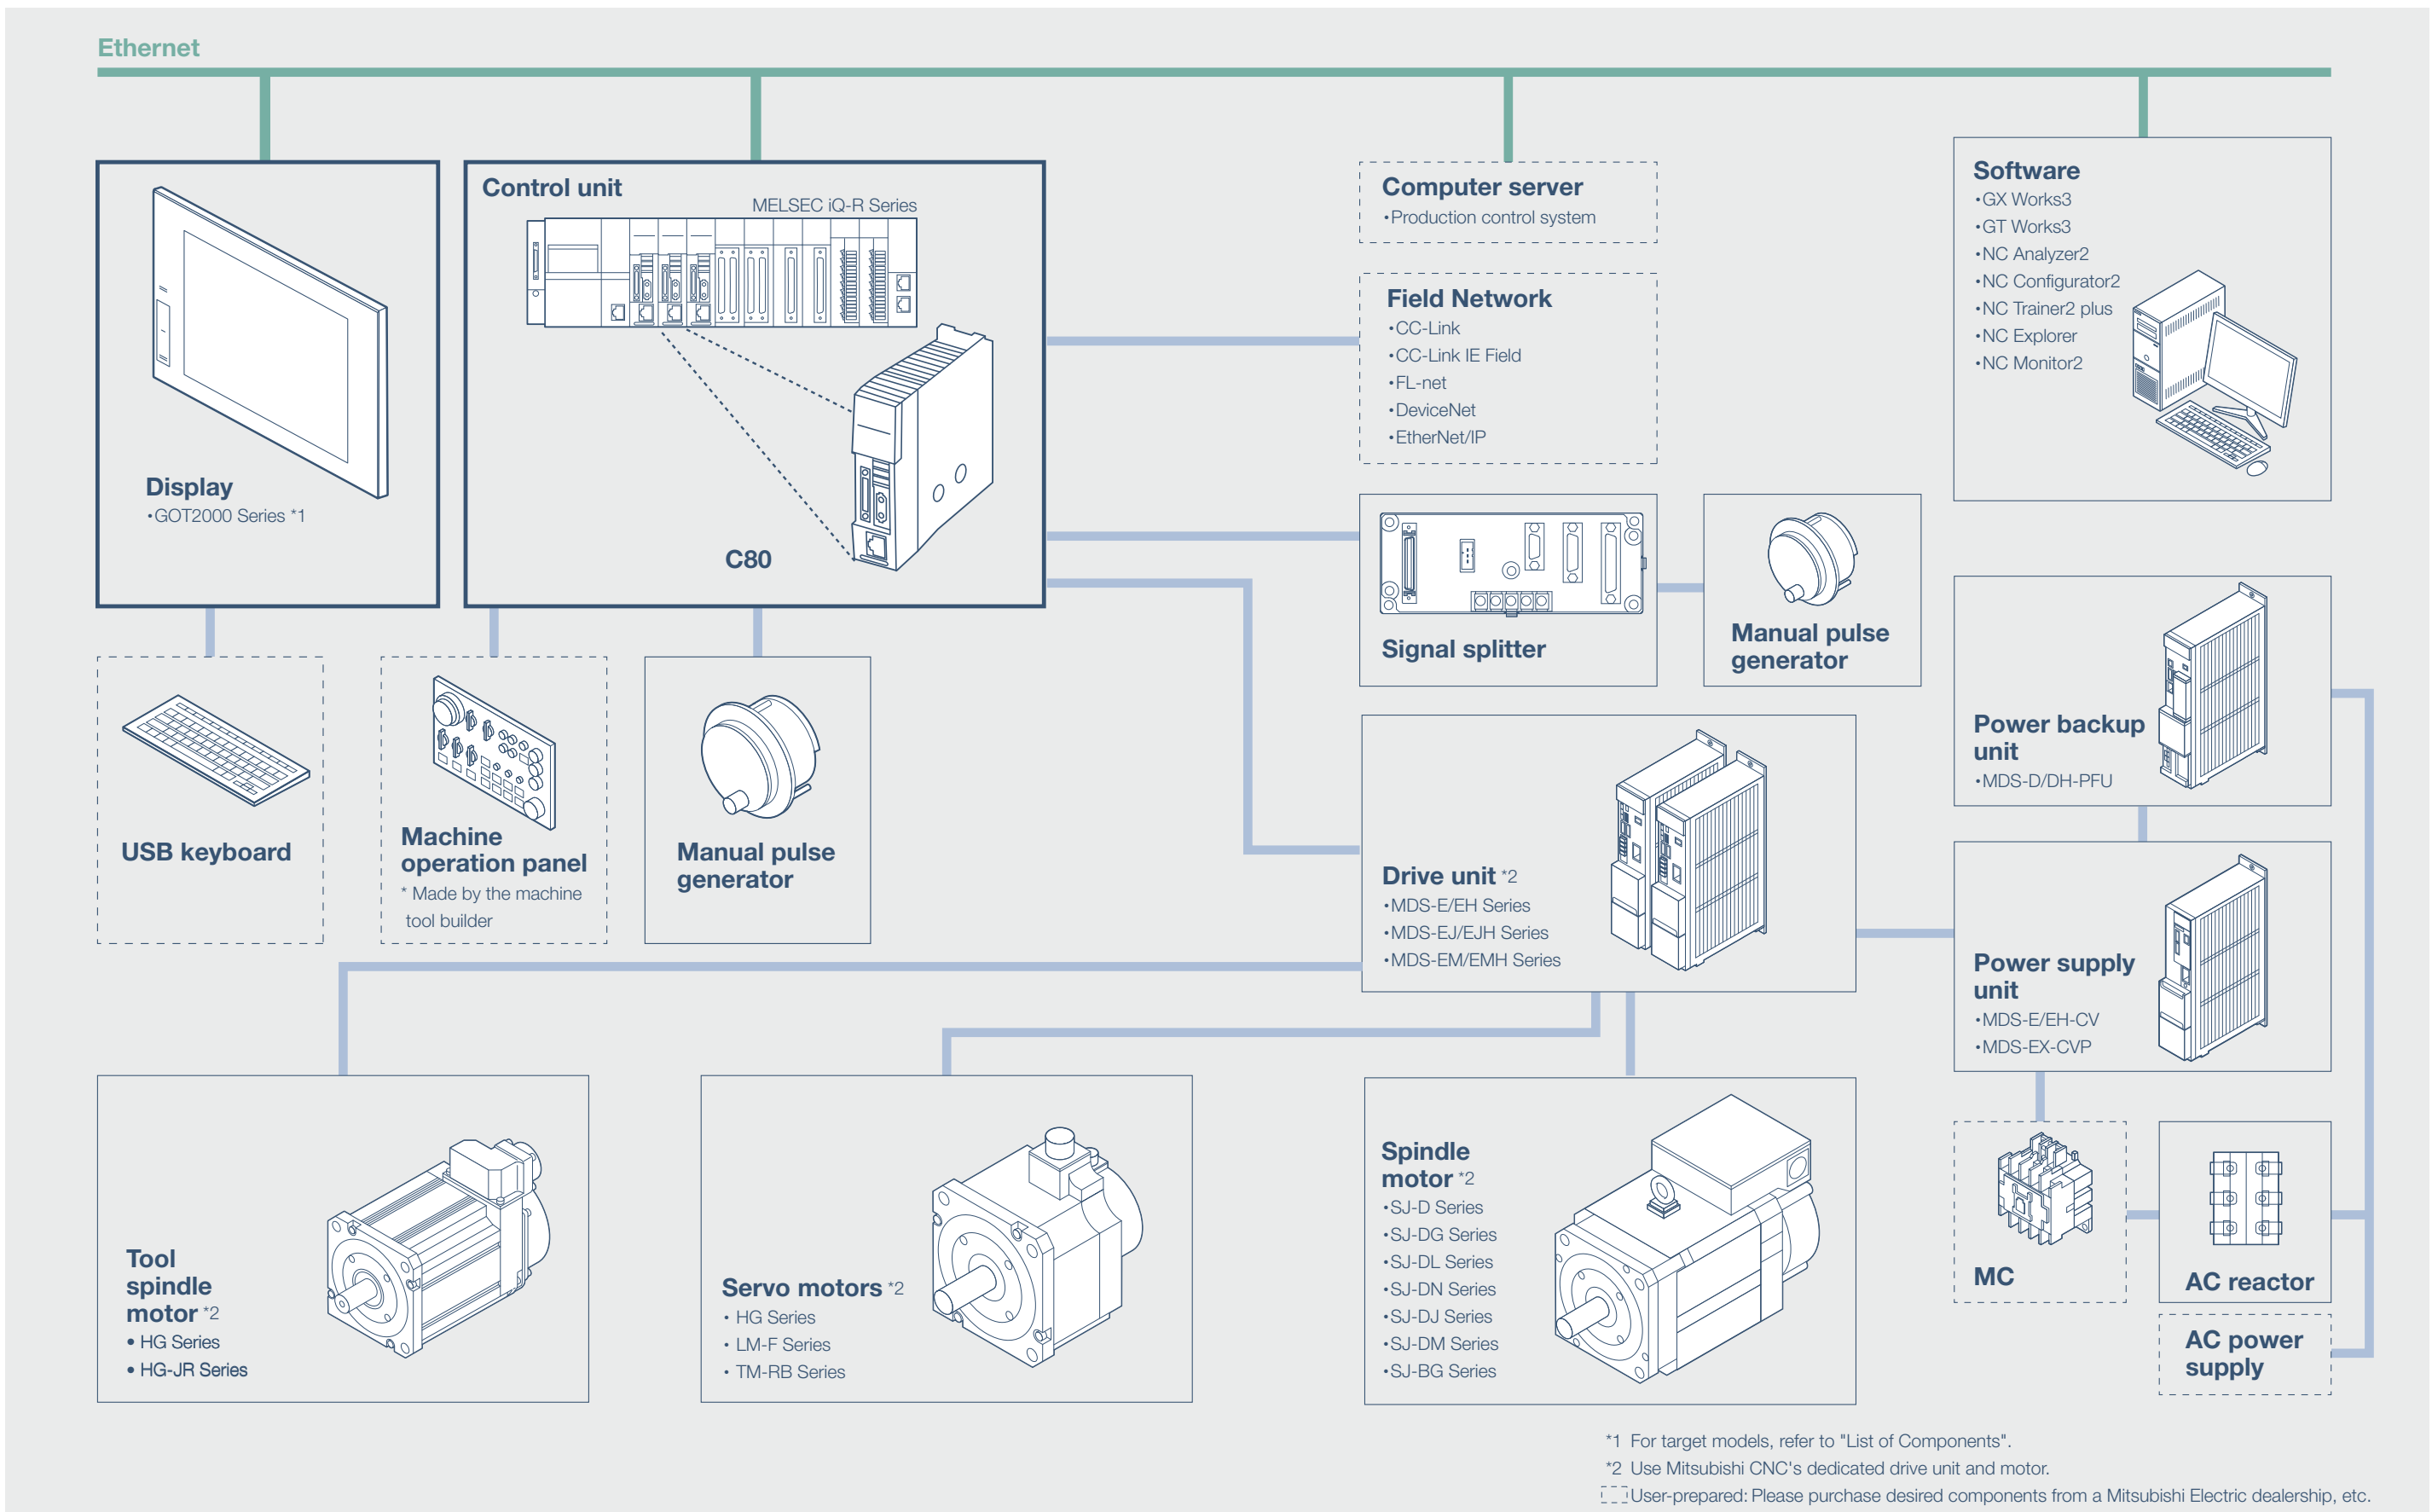 Ethernet
Display
•GOT2000 Series *1
Control unit
MELSEC iQ-R Series
C80
Computer server
•Production control system
Field Network
•CC-Link
•CC-Link IE Field
•FL-net
•DeviceNet
•EtherNet/IP
Software
•GX Works3
•GT Works3
•NC Analyzer2
•NC Configurator2
•NC Trainer2 plus
•NC Explorer
•NC Monitor2
Signal splitter
Manual pulse
generator
USB keyboard
Machine
operation panel
* Made by the machine
tool builder
Manual pulse
generator
Drive unit *2
•MDS-E/EH Series
•MDS-EJ/EJH Series
•MDS-EM/EMH Series
Power backup
unit
•MDS-D/DH-PFU
Power supply
unit
•MDS-E/EH-CV
•MDS-EX-CVP
Tool
spindle
motor *2
• HG Series
• HG-JR Series
Servo motors *2
• HG Series
• LM-F Series
• TM-RB Series
Spindle
motor *2
•SJ-D Series
•SJ-DG Series
•SJ-DL Series
•SJ-DN Series
•SJ-DJ Series
•SJ-DM Series
•SJ-BG Series
MC
AC reactor
AC power
supply
*1 For target models, refer to "List of Components".
*2 Use Mitsubishi CNC's dedicated drive unit and motor.
User-prepared: Please purchase desired components from a Mitsubishi Electric dealership, etc.